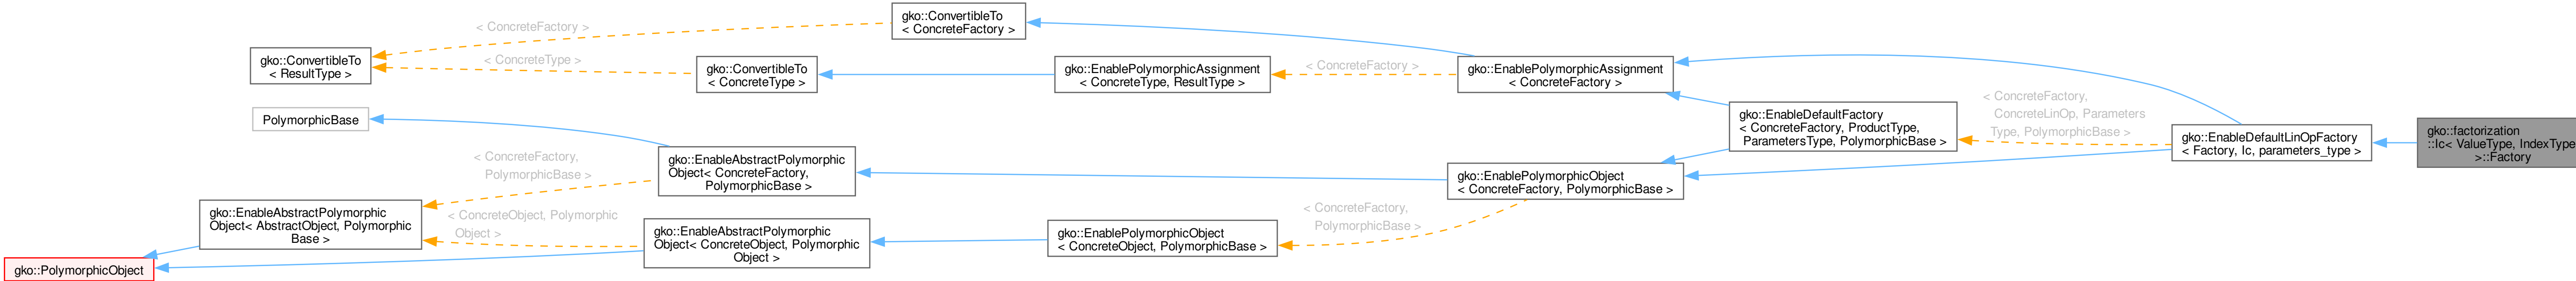 gko::ConvertibleTo
< ConcreteFactory >
< ConcreteFactory >
gko::ConvertibleTo
< ResultType >
< ConcreteType >
gko::ConvertibleTo
< ConcreteType >
gko::EnablePolymorphicAssignment
< ConcreteType, ResultType >
< ConcreteFactory >
gko::EnablePolymorphicAssignment
< ConcreteFactory >
PolymorphicBase
gko::EnableDefaultFactory
< ConcreteFactory, ProductType,
ParametersType, PolymorphicBase >
< ConcreteFactory,
ConcreteLinOp, Parameters
Type, PolymorphicBase >
gko::EnableDefaultLinOpFactory
< Factory, Ic, parameters_type >
gko::factorization
::Ic< ValueType, IndexType
>::Factory
< ConcreteFactory,
PolymorphicBase >
gko::EnableAbstractPolymorphic
Object< ConcreteFactory,
PolymorphicBase >
gko::EnablePolymorphicObject
< ConcreteFactory, PolymorphicBase >
gko::EnableAbstractPolymorphic
Object< AbstractObject, Polymorphic
Base >
< ConcreteObject, Polymorphic
Object >
gko::EnableAbstractPolymorphic
Object< ConcreteObject, Polymorphic
Object >
gko::EnablePolymorphicObject
< ConcreteObject, PolymorphicBase >
< ConcreteFactory,
PolymorphicBase >
gko::PolymorphicObject